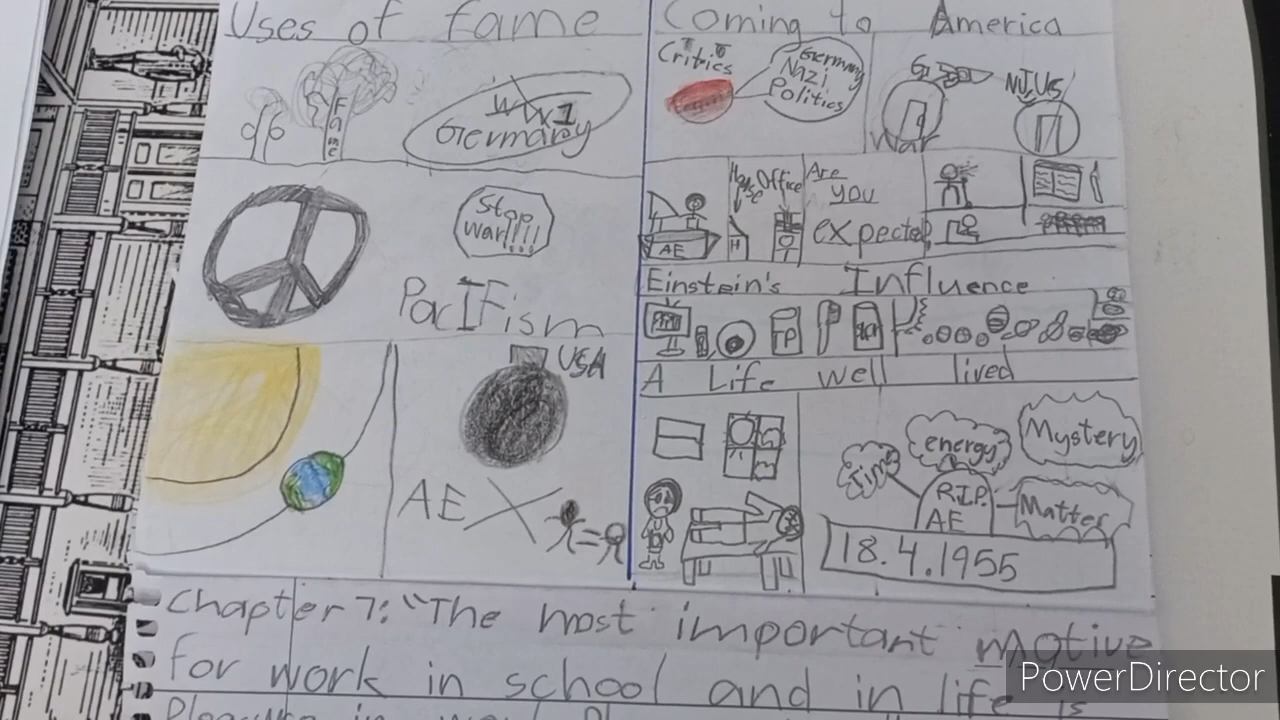 Uses of fame
Fame
WW1
Germany
Stop
war!!!!
PacIFism
USA
AE
Coming to America
Critics
Germany
Nazi
Politics
War
NJ,US
AE
House
Office
H
Are
you
expected
Einstein's Influence
A Life well lived
Time
energy
Mystery
Matter
R.I.P.
AE
18.4.1955
Chapter 7: "The most important motive
for work in school and in life is
Pleasure in
PowerDirector